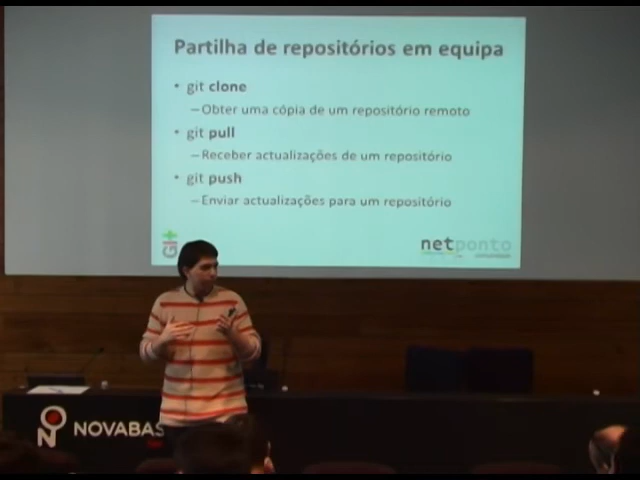 Partilha de repositórios em equipa
• git clone
–Obter uma cópia de um repositório remoto
• git pull
–Receber actualizações de um repositório
• git push
–Enviar actualizações para um repositório
Git
netponto
NOVABAS